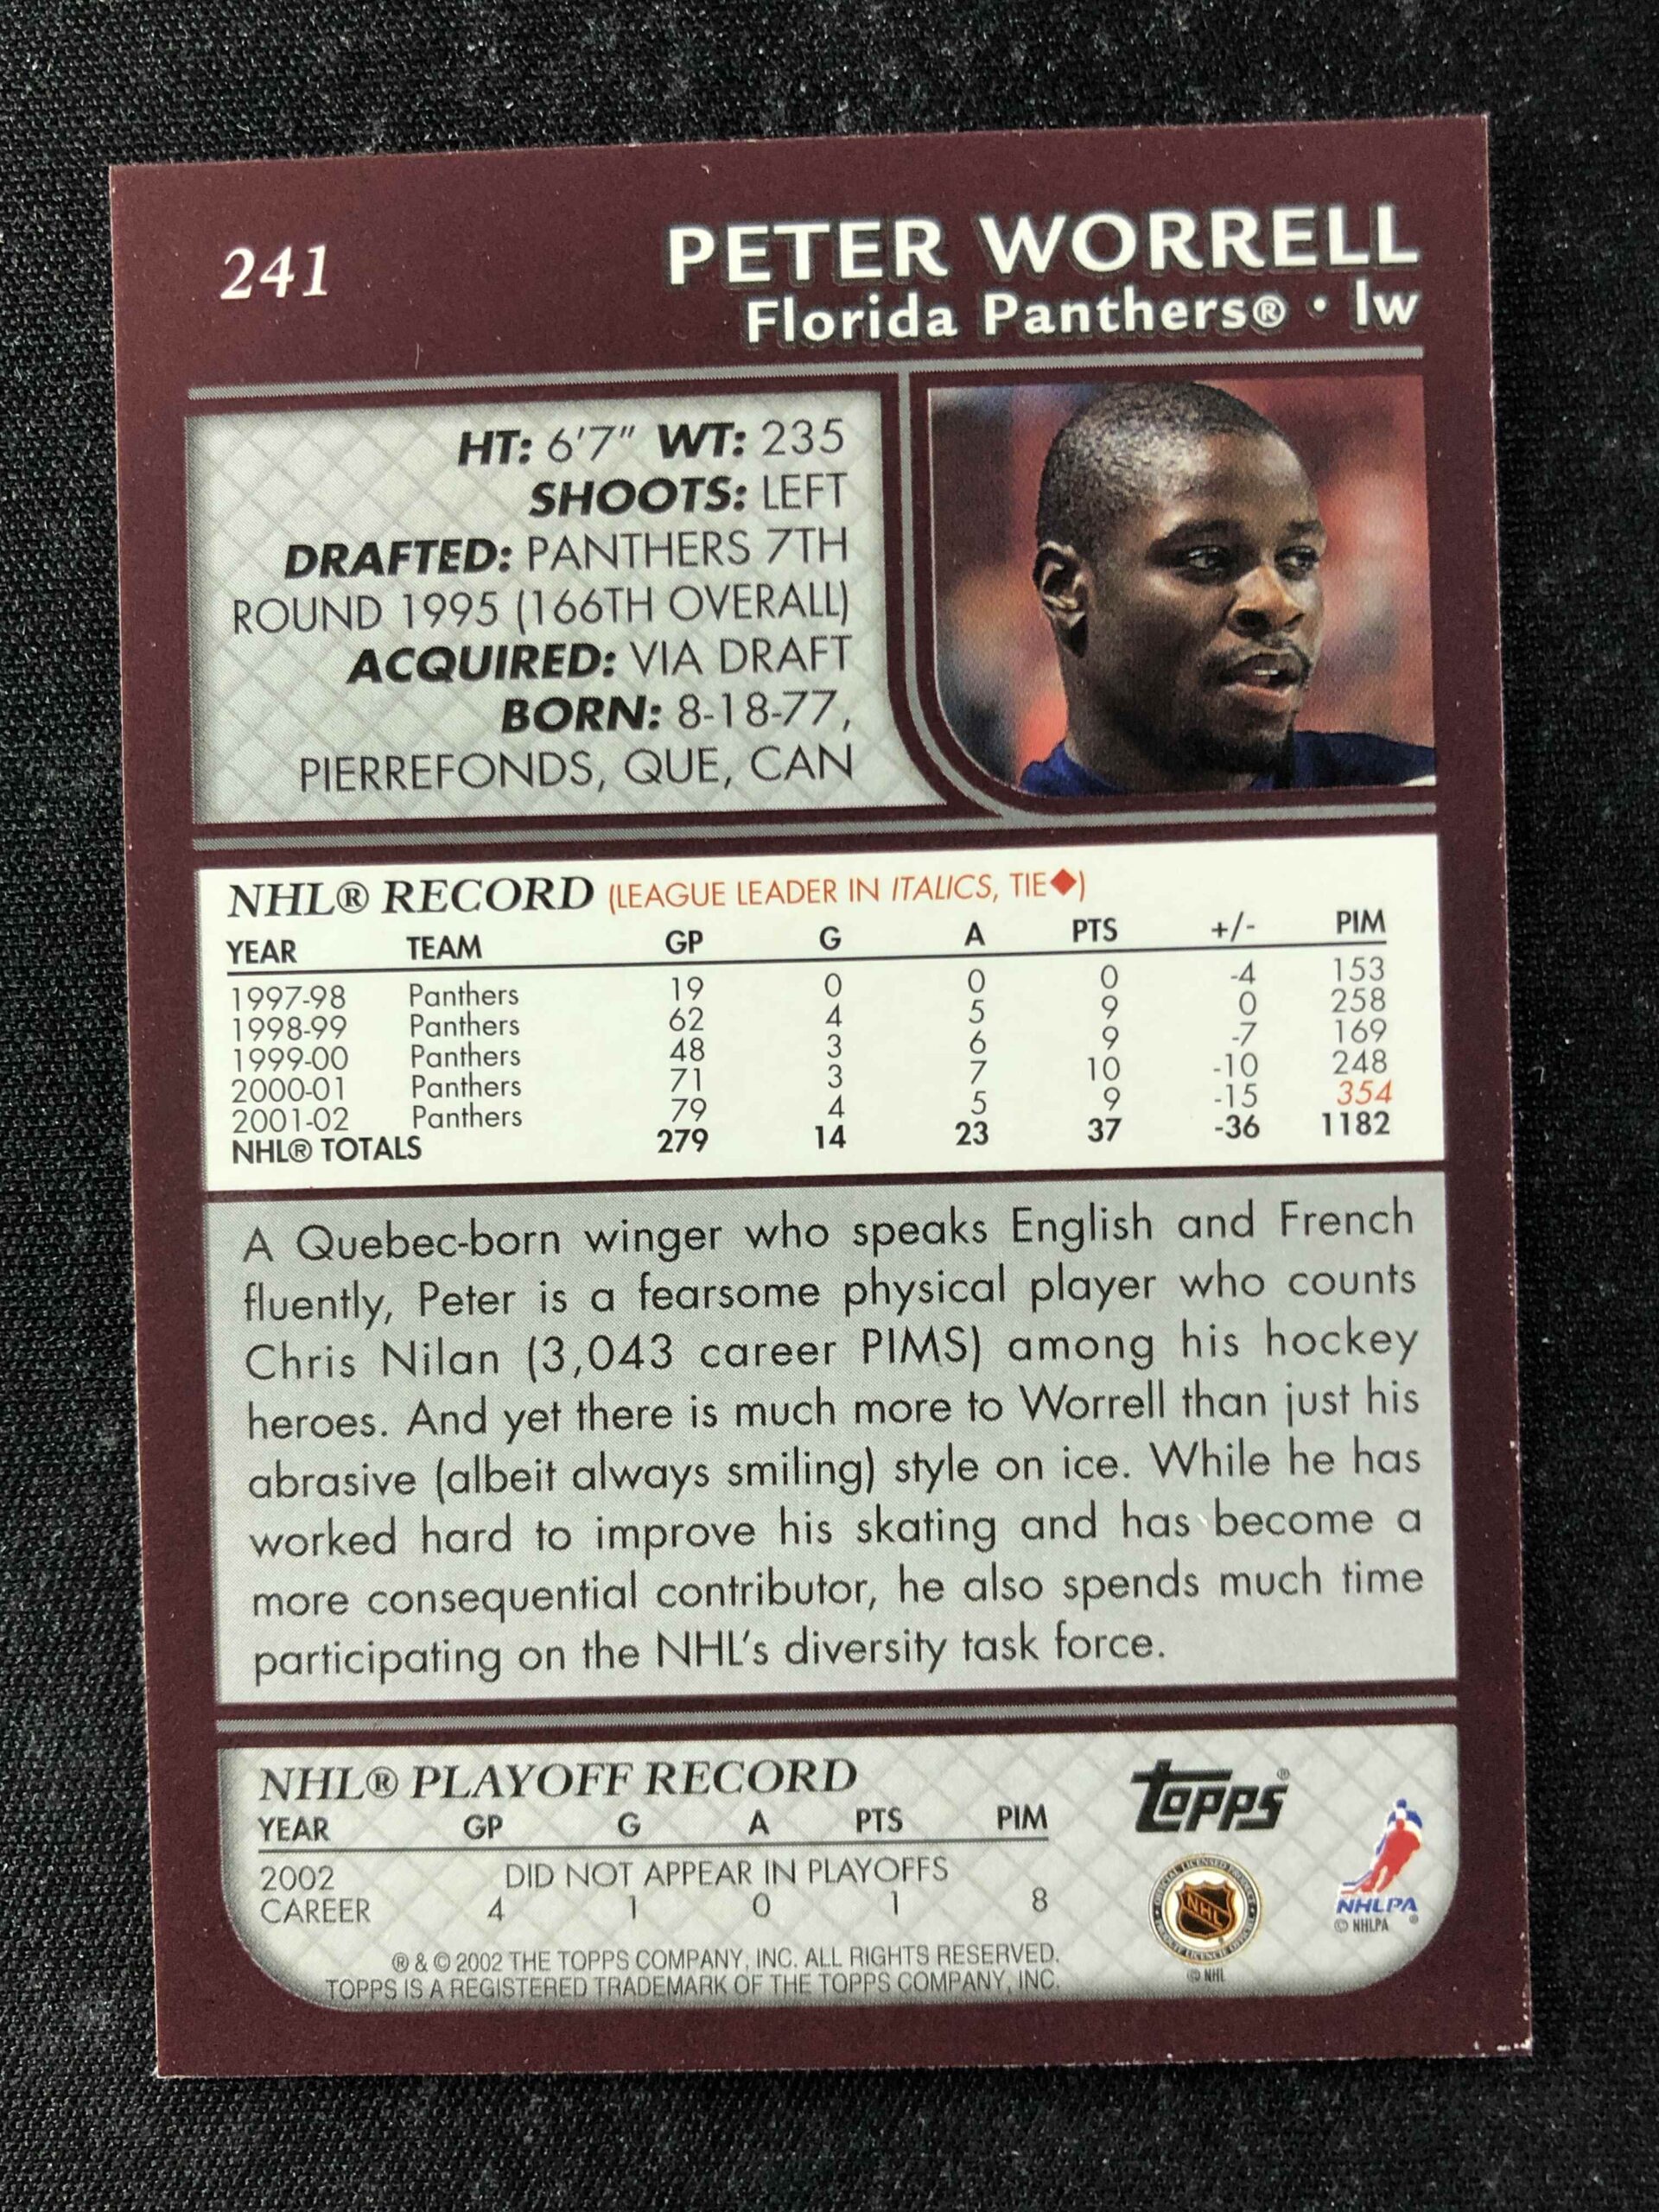 241
PETER WORRELL
Florida Panthers® • lw
HT: 6'7" WT: 235
SHOOTS: LEFT
DRAFTED: PANTHERS 7TH
ROUND 1995 (166TH OVERALL)
ACQUIRED: VIA DRAFT
BORN: 8-18-77,
PIERREFONDS, QUE, CAN
NHL® RECORD (LEAGUE LEADER IN ITALICS, TIE◆)
YEAR TEAM GP G A PTS +/- PIM
1997-98 Panthers 19 0 0 0 -4 153
1998-99 Panthers 62 4 5 9 0 258
1999-00 Panthers 48 3 6 9 -7 169
2000-01 Panthers 71 3 7 10 -10 248
2001-02 Panthers 79 4 5 9 -15 354
NHL® TOTALS 279 14 23 37 -36 1182
A Quebec-born winger who speaks English and French
fluently, Peter is a fearsome physical player who counts
Chris Nilan (3,043 career PIMS) among his hockey
heroes. And yet there is much more to Worrell than just his
abrasive (albeit always smiling) style on ice. While he has
worked hard to improve his skating and has become a
more consequential contributor, he also spends much time
participating on the NHL's diversity task force.
NHL® PLAYOFF RECORD
YEAR GP G A PTS PIM
2002 DID NOT APPEAR IN PLAYOFFS
CAREER 4 1 0 1 8
® & © 2002 THE TOPPS COMPANY, INC. ALL RIGHTS RESERVED.
TOPPS IS A REGISTERED TRADEMARK OF THE TOPPS COMPANY, INC.
Topps®
NHL
© NHL
NHLPA
© NHLPA ®